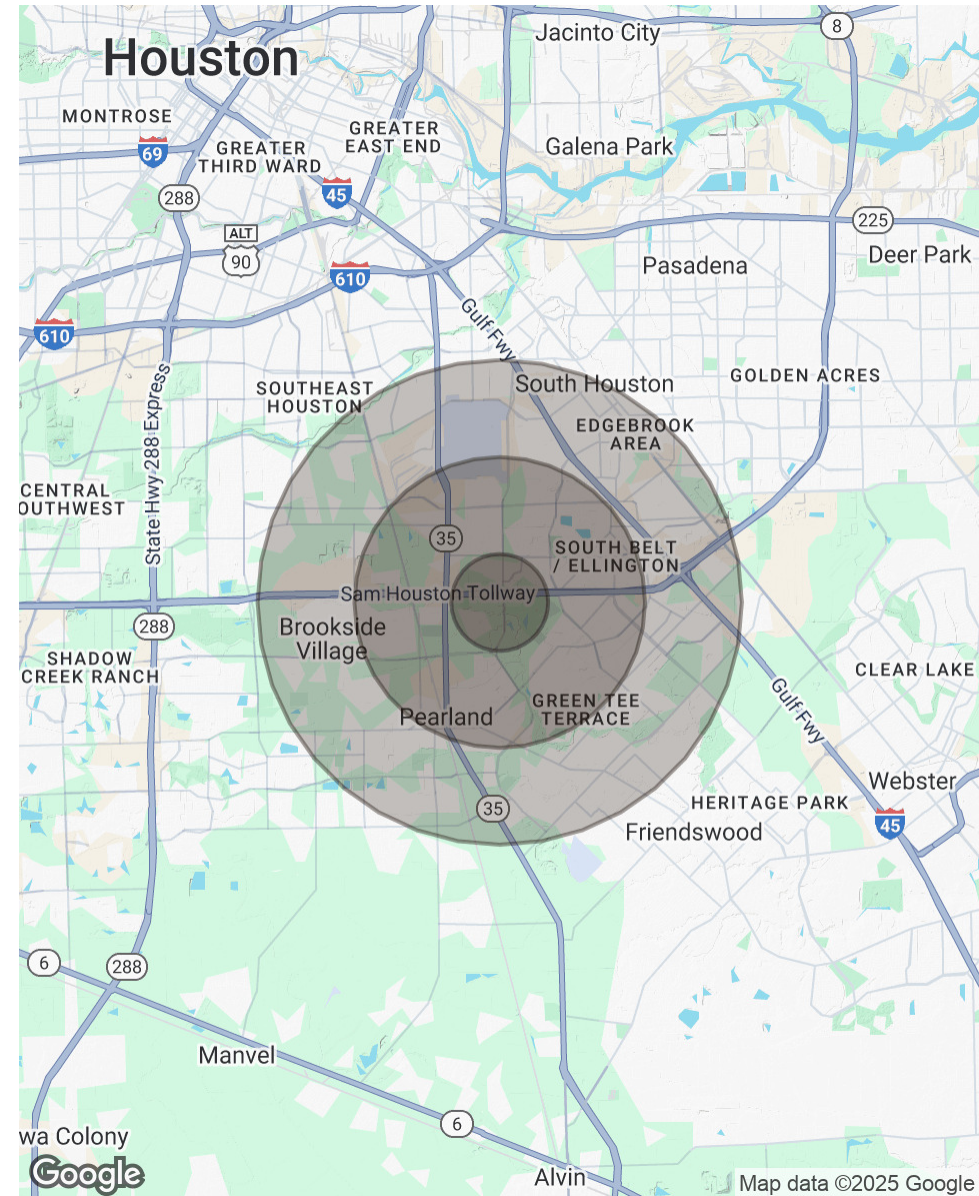 Jacinto City
8
Houston
MONTROSE
GREATER
EAST END
69
GREATER
THIRD WARD
Galena Park
45
288
225
ALT
90
Deer Park
Pasadena
610
610
Gulf Fwy
State Hwy 288 Express
SOUTHEAST
HOUSTON
South Houston
GOLDEN ACRES
EDGEBROOK
AREA
CENTRAL
OUTHWEST
35
SOUTH BELT
/ ELLINGTON
Sam Houston Tollway
288
Brookside
Village
SHADOW
CREEK RANCH
CLEAR LAKE
Gulf Fwy
GREEN TEE
TERRACE
Pearland
Webster
HERITAGE PARK
35
45
Friendswood
6
288
Manvel
6
wa Colony
Alvin
Google
Map data ©2025 Google